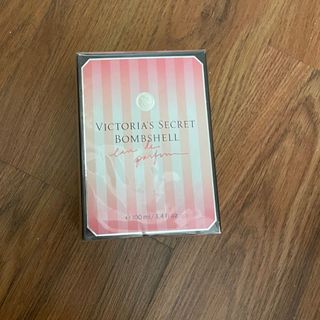 VICTORIA'S SECRET
BOMBSHELL
eau de
parfum
e 100 ml / 3,4 fl oz